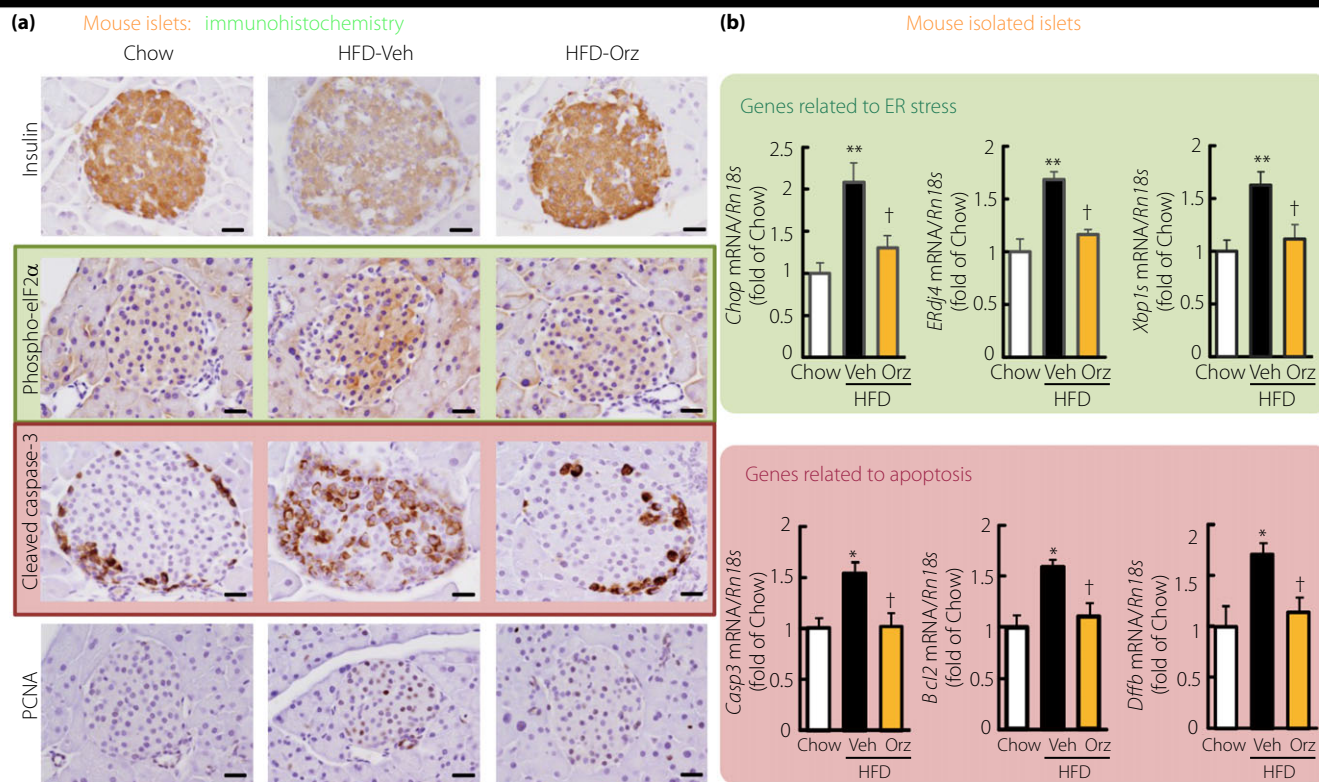 (a) Mouse islets: immunohistochemistry
Chow HFD-Veh HFD-Orz
Insulin
Phospho-eIF2α
Cleaved caspase-3
PCNA
(b) Mouse isolated islets
Genes related to ER stress
Chop mRNA/Rn18s
(fold of Chow)
2.5
2
1.5
1
0.5
0
**
†
Chow Veh Orz
HFD
ERdj4 mRNA/Rn18s
(fold of Chow)
2
1.5
1
0.5
0
**
†
Chow Veh Orz
HFD
Xbp1s mRNA/Rn18s
(fold of Chow)
2
1.5
1
0.5
0
**
†
Chow Veh Orz
HFD
Genes related to apoptosis
Casp3 mRNA/Rn18s
(fold of Chow)
2
1.5
1
0.5
0
*
†
Chow Veh Orz
HFD
Bcl2 mRNA/Rn18s
(fold of Chow)
2
1.5
1
0.5
0
*
†
Chow Veh Orz
HFD
Dffb mRNA/Rn18s
(fold of Chow)
2
1.5
1
0.5
0
*
†
Chow Veh Orz
HFD